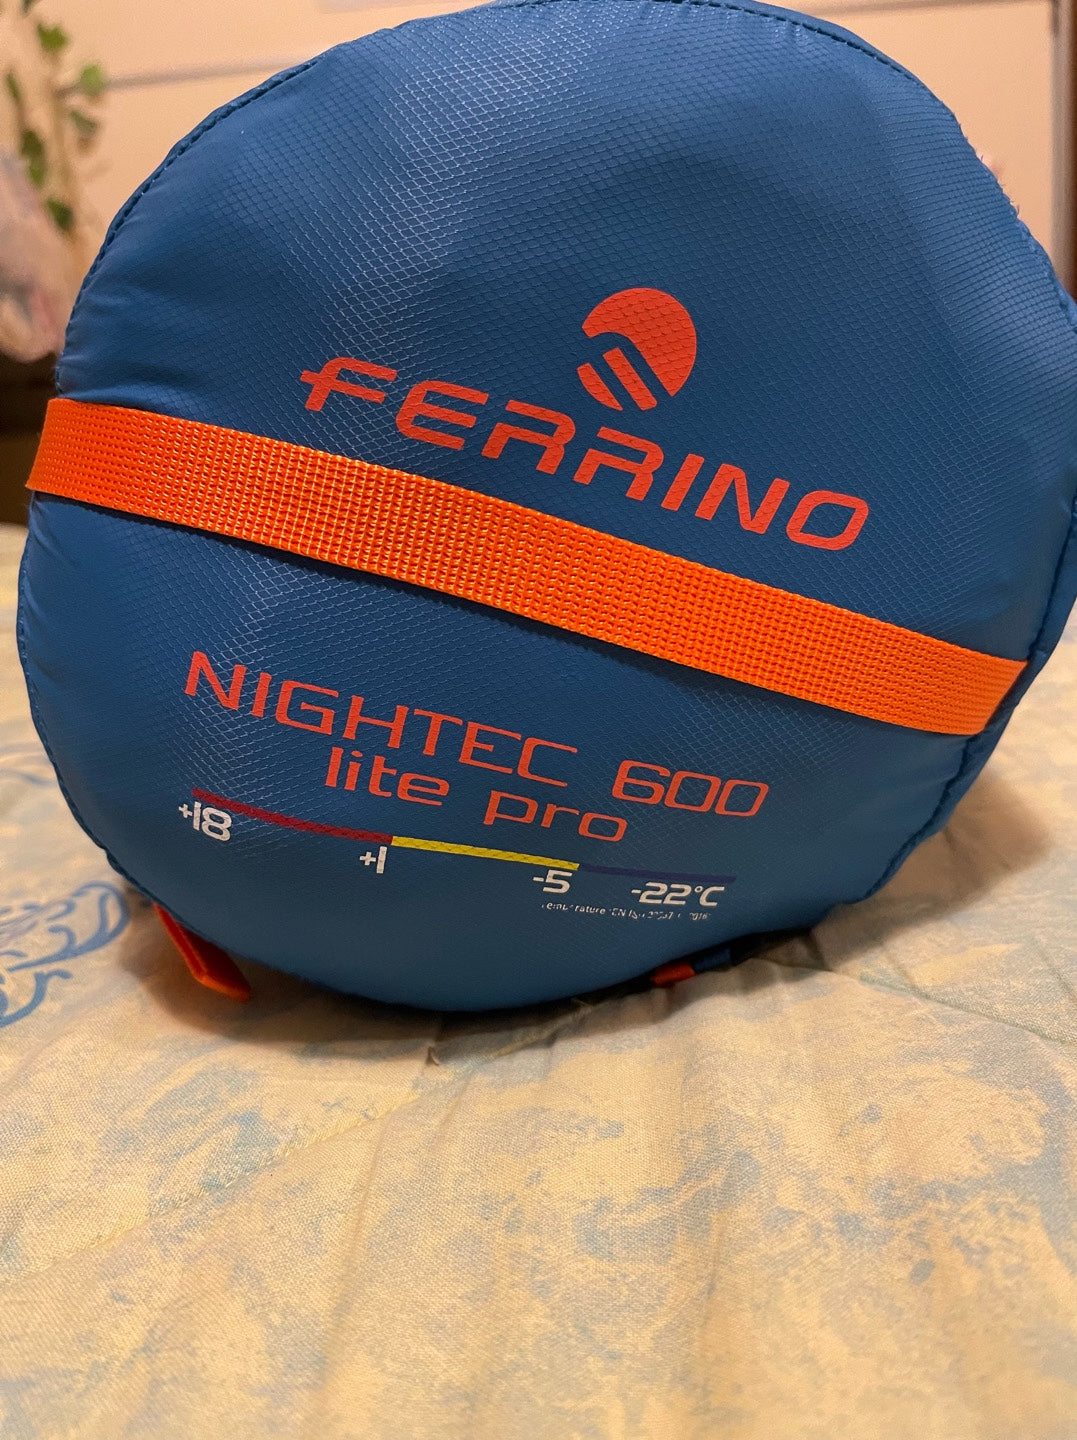 FERRINO
NIGHTEC 600
lite pro
+18
+1
-5
-22°C